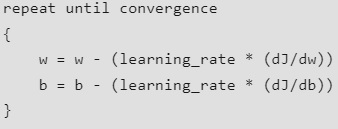 repeat until convergence
{
    w = w - (learning_rate * (dJ/dw))
    b = b - (learning_rate * (dJ/db))
}